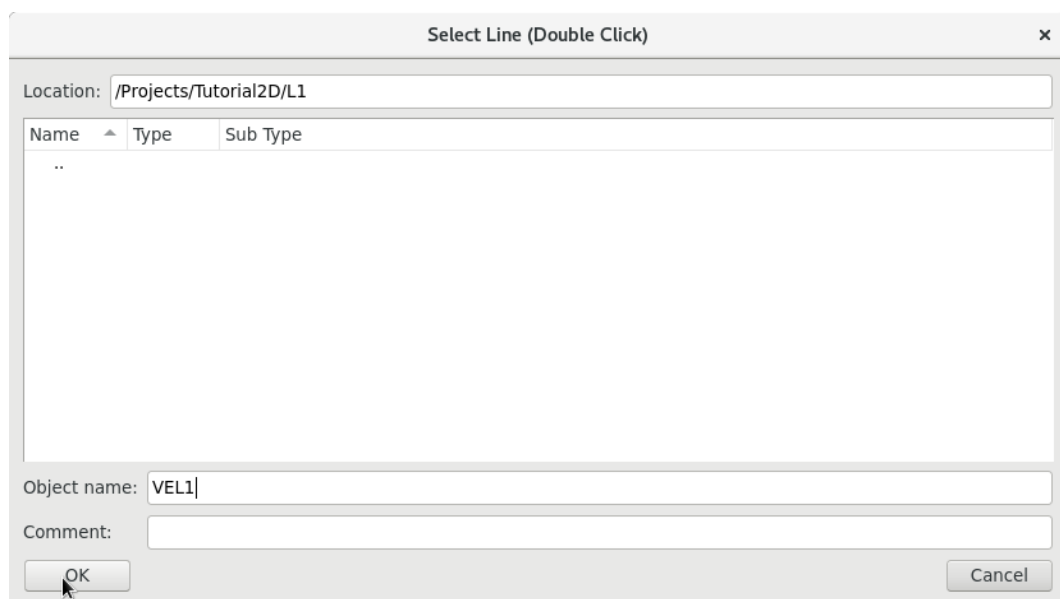 Select Line (Double Click) ×
Location: /Projects/Tutorial2D/L1
Name Type Sub Type
..
Object name: VEL1
Comment:
OK Cancel